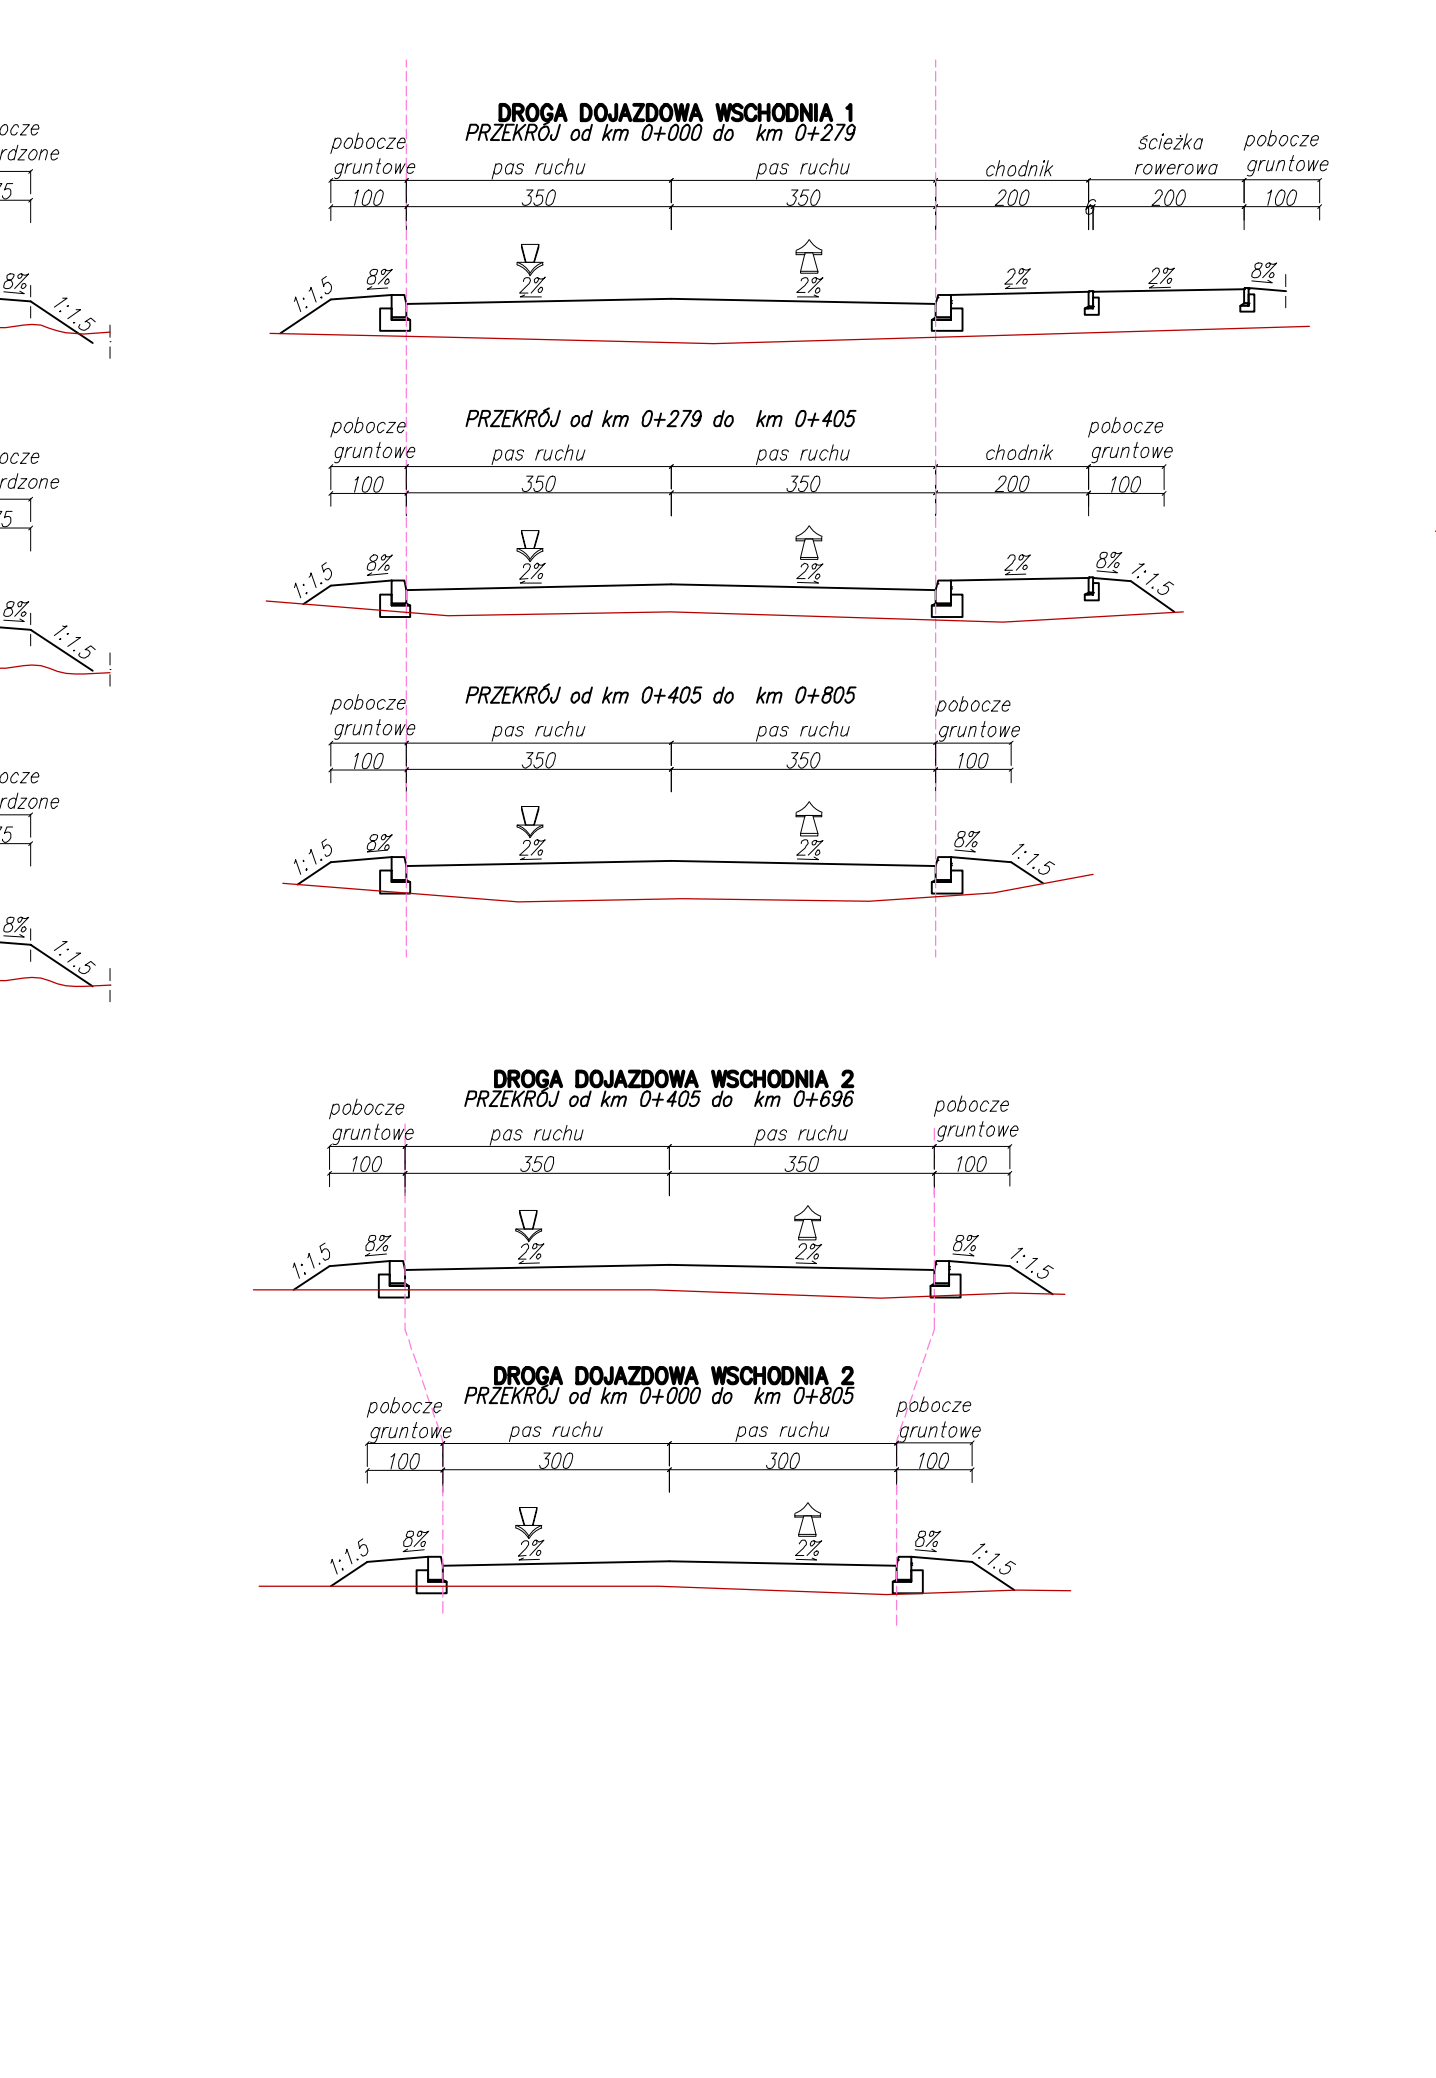 DROGA DOJAZDOWA WSCHODNIA 1
PRZEKRÓJ od km 0+000 do km 0+279
pobocze
gruntowe
pas ruchu
pas ruchu
chodnik
ścieżka
rowerowa
pobocze
gruntowe
100
350
350
200
6
200
100
1:1.5
8%
2%
2%
2%
2%
8%
PRZEKRÓJ od km 0+279 do km 0+405
pobocze
gruntowe
pas ruchu
pas ruchu
chodnik
pobocze
gruntowe
100
350
350
200
100
1:1.5
8%
2%
2%
2%
8%
1:1.5
PRZEKRÓJ od km 0+405 do km 0+805
pobocze
gruntowe
pas ruchu
pas ruchu
pobocze
gruntowe
100
350
350
100
1:1.5
8%
2%
2%
8%
1:1.5
DROGA DOJAZDOWA WSCHODNIA 2
PRZEKRÓJ od km 0+405 do km 0+696
pobocze
gruntowe
pas ruchu
pas ruchu
pobocze
gruntowe
100
350
350
100
1:1.5
8%
2%
2%
8%
1:1.5
DROGA DOJAZDOWA WSCHODNIA 2
PRZEKRÓJ od km 0+000 do km 0+805
pobocze
gruntowe
pas ruchu
pas ruchu
pobocze
gruntowe
100
300
300
100
1:1.5
8%
2%
2%
8%
1:1.5
ocze
rdzone
8%
1:1.5
ocze
rdzone
8%
1:1.5
ocze
rdzone
8%
1:1.5